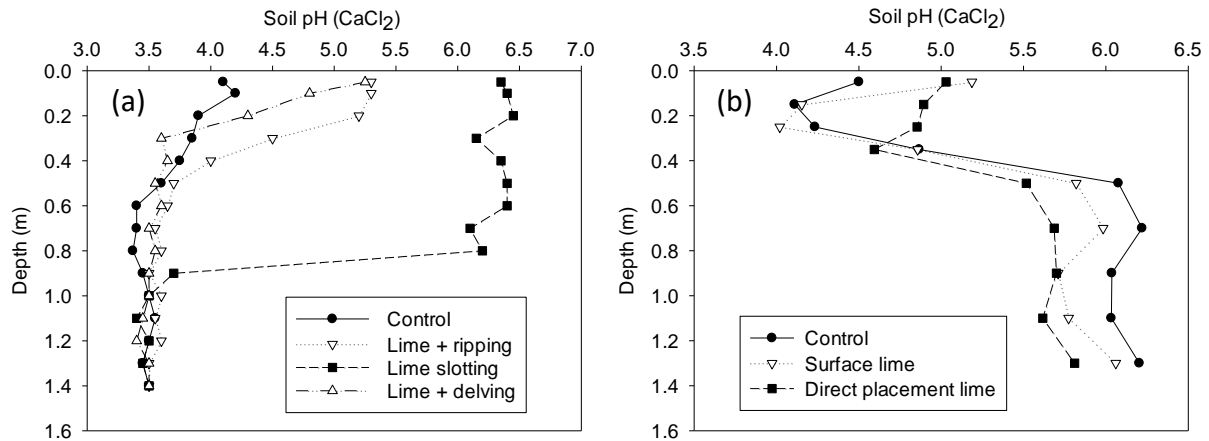 Soil pH (CaCl2)
3.0 3.5 4.0 4.5 5.0 5.5 6.0 6.5 7.0
0.0
0.2
0.4
0.6
0.8
1.0
1.2
1.4
1.6
Depth (m)
(a)
Control
Lime + ripping
Lime slotting
Lime + delving
Soil pH (CaCl2)
3.5 4.0 4.5 5.0 5.5 6.0 6.5
0.0
0.2
0.4
0.6
0.8
1.0
1.2
1.4
1.6
Depth (m)
(b)
Control
Surface lime
Direct placement lime